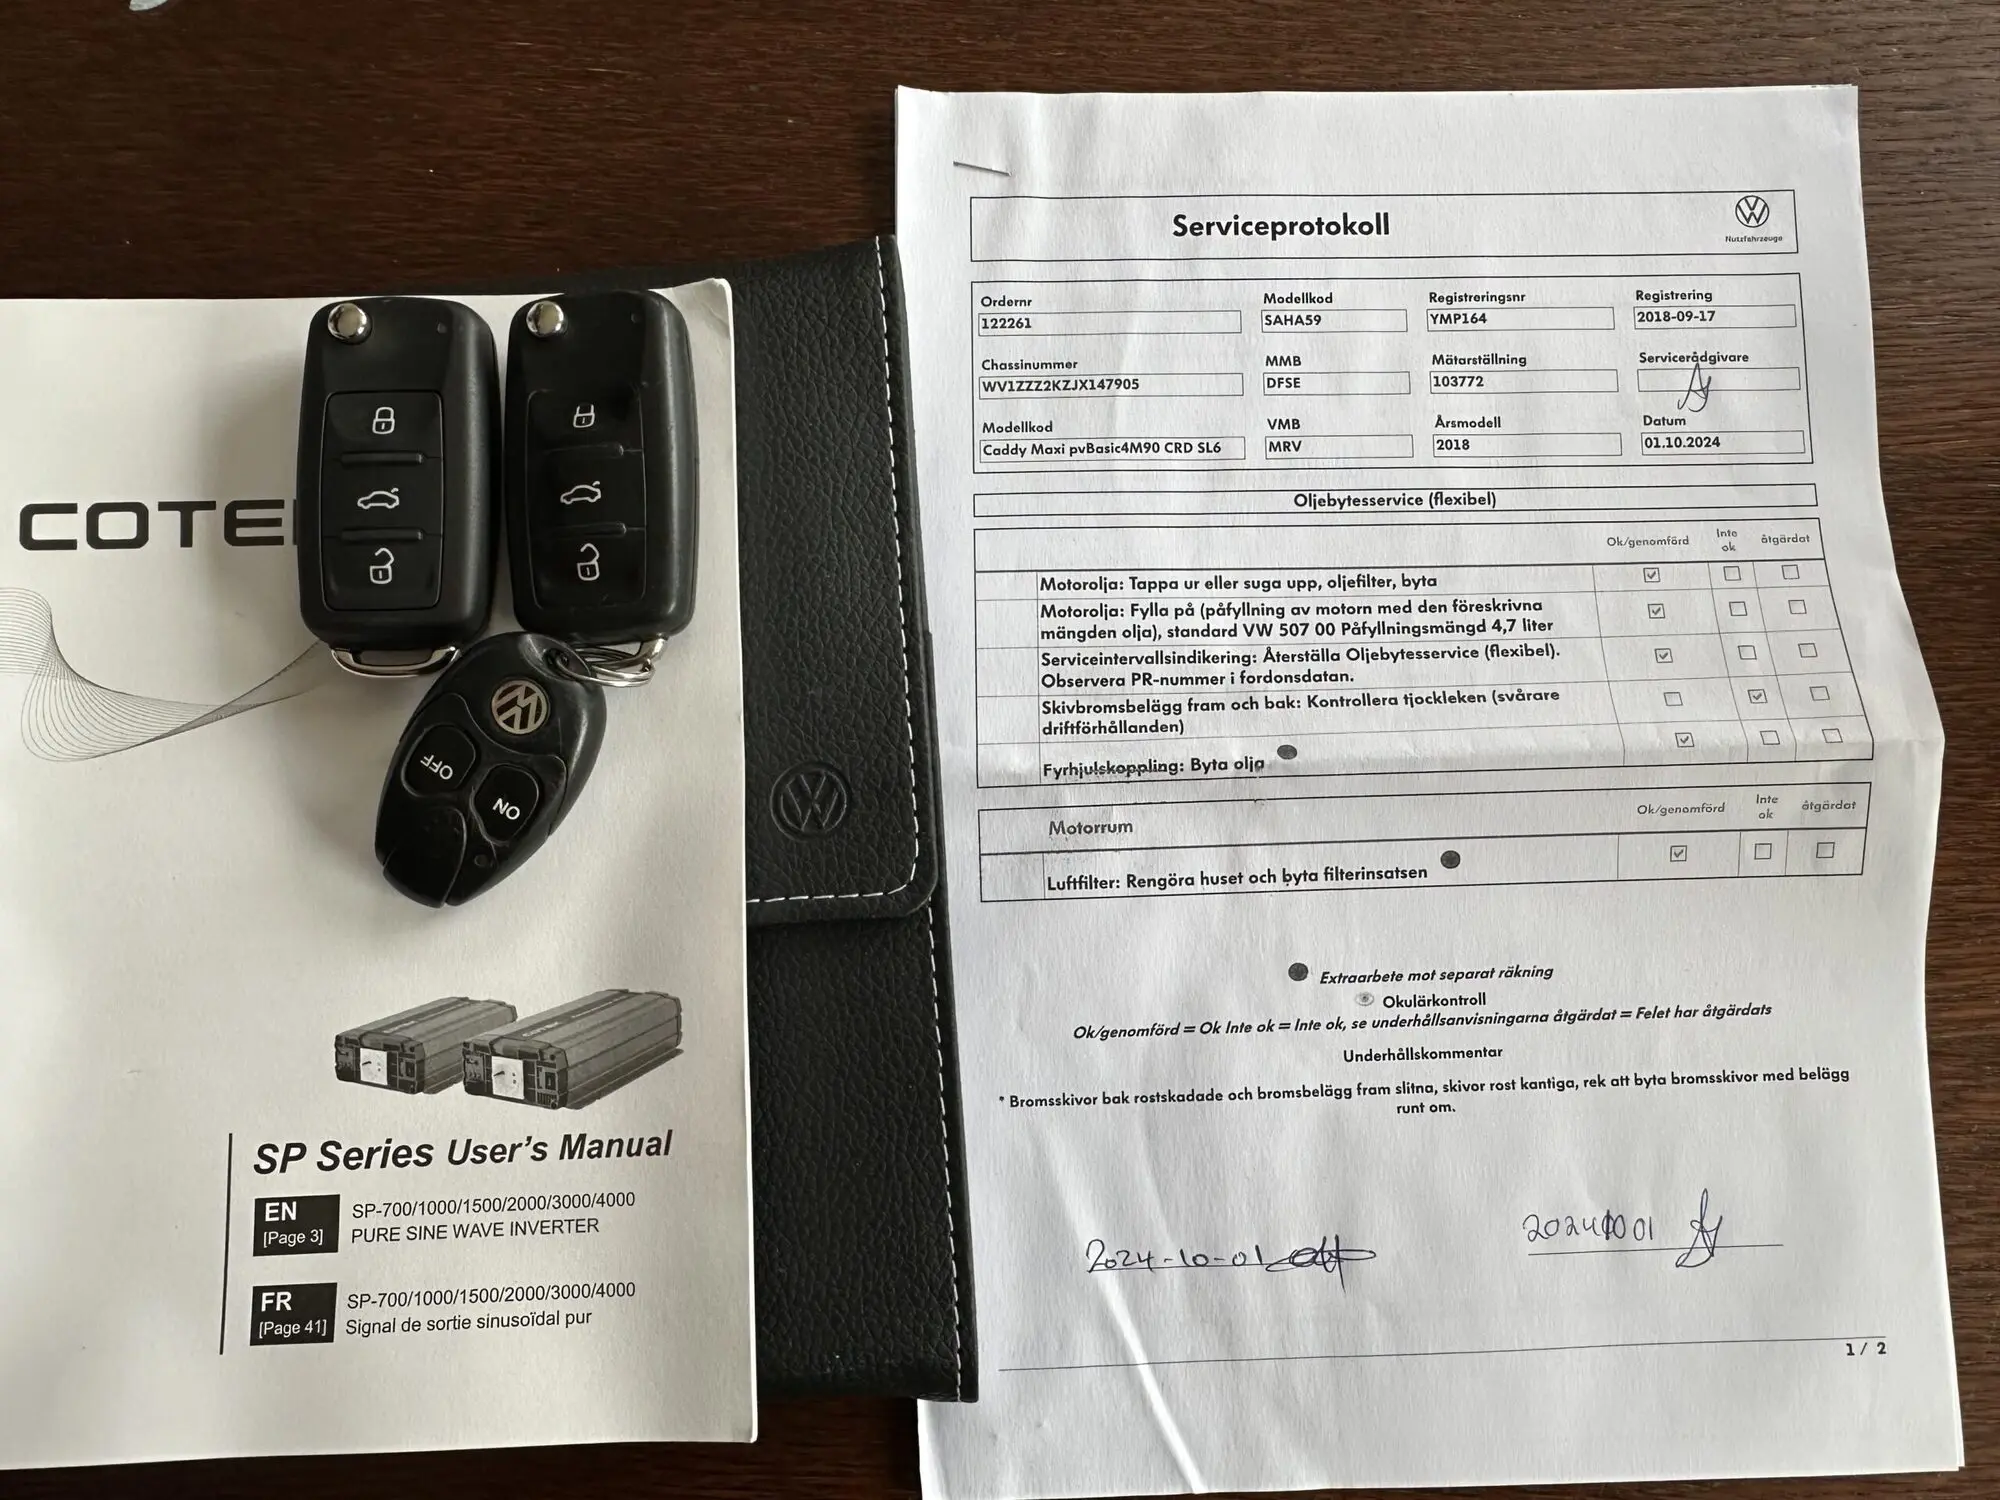 COTE
OFF
ON
SP Series User's Manual
EN
[Page 3]
SP-700/1000/1500/2000/3000/4000
PURE SINE WAVE INVERTER
FR
[Page 41]
SP-700/1000/1500/2000/3000/4000
Signal de sortie sinusoïdal pur
Serviceprotokoll
Nutzfahrzeuge
Ordernr
122261
Modellkod
SAHA59
Registreringsnr
YMP164
Registrering
2018-09-17
Chassinummer
WV1ZZZ2KZJX147905
MMB
DFSE
Mätarställning
103772
Servicerådgivare
Modellkod
Caddy Maxi pvBasic4M90 CRD SL6
VMB
MRV
Årsmodell
2018
Datum
01.10.2024
Oljebytesservice (flexibel)
Ok/genomförd
Inte
ok
åtgärdat
Motorolja: Tappa ur eller suga upp, oljefilter, byta
Motorolja: Fylla på (påfyllning av motorn med den föreskrivna
mängden olja), standard VW 507 00 Påfyllningsmängd 4,7 liter
Serviceintervallsindikering: Återställa Oljebytesservice (flexibel).
Observera PR-nummer i fordonsdatan.
Skivbromsbelägg fram och bak: Kontrollera tjockleken (svårare
driftförhållanden)
Fyrhjulskoppling: Byta olja
Motorrum
Ok/genomförd
Inte
ok
åtgärdat
Luftfilter: Rengöra huset och byta filterinsatsen
Extraarbete mot separat räkning
Okulärkontroll
Ok/genomförd = Ok Inte ok = Inte ok, se underhållsanvisningarna åtgärdat = Felet har åtgärdats
Underhållskommentar
* Bromsskivor bak rostskadade och bromsbelägg fram slitna, skivor rost kantiga, rek att byta bromsskivor med belägg
runt om.
2024-10-01
20241001
1 / 2